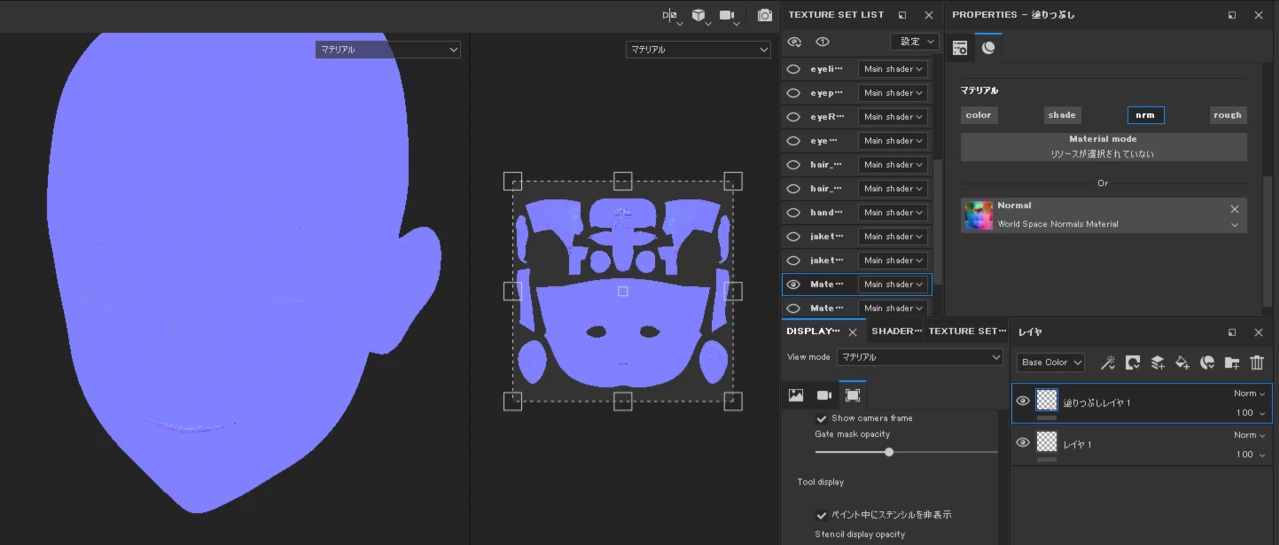 マテリアル
マテリアル
TEXTURE SET LIST
設定
eyeli…
Main shader
eyep…
Main shader
eyeR…
Main shader
eye…
Main shader
hair_…
Main shader
hair_…
Main shader
hand…
Main shader
jaket…
Main shader
jaket…
Main shader
Mate…
Main shader
Mate…
Main shader
PROPERTIES – 塗りつぶし
マテリアル
color
shade
nrm
rough
Material mode
リソースが選択されていない
Or
Normal
World Space Normals Material
DISPLAY…
SHADER…
TEXTURE SET…
View mode
マテリアル
Show camera frame
Gate mask opacity
Tool display
ペイント中にステンシルを非表示
Stencil display opacity
レイヤ
Base Color
塗りつぶしレイヤ 1
Norm
100
レイヤ 1
Norm
100